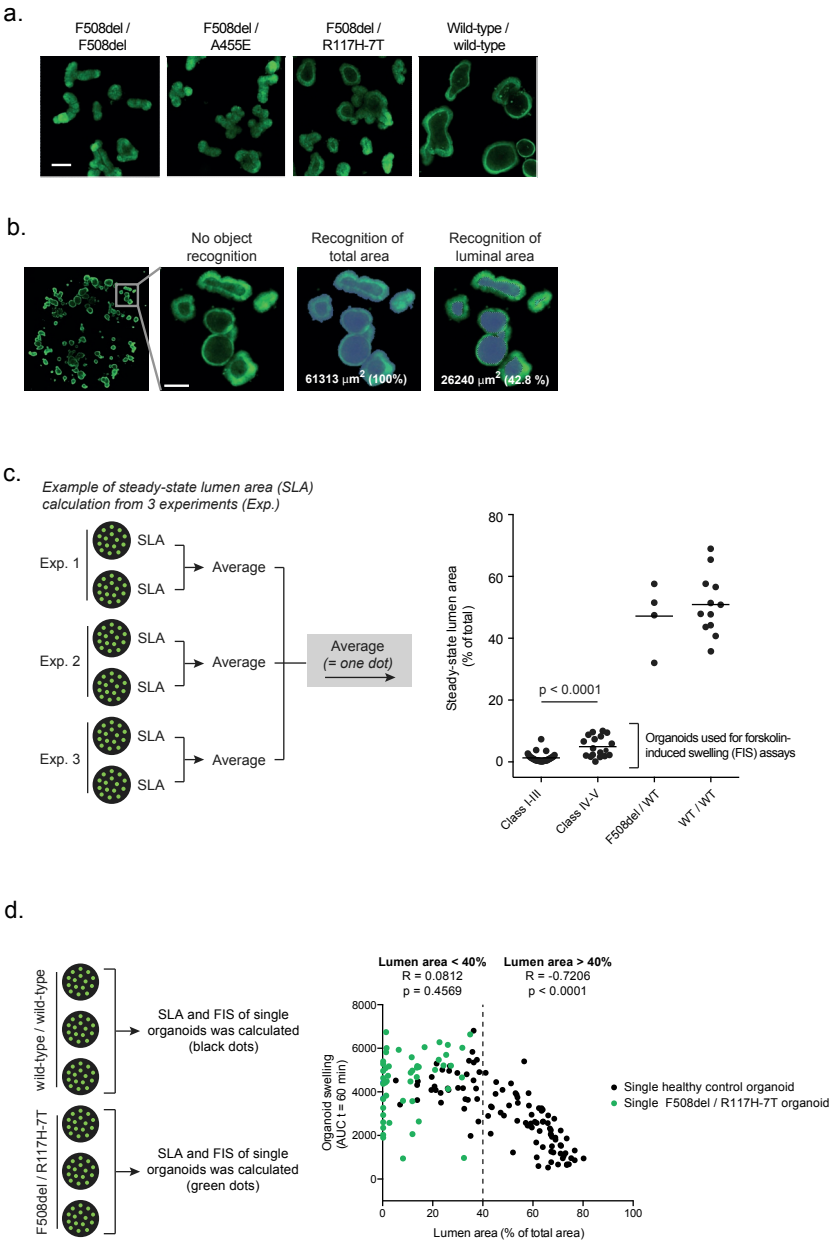 a.
F508del /
F508del
F508del /
A455E
F508del /
R117H-7T
Wild-type /
wild-type
b.
No object
recognition
Recognition of
total area
Recognition of
luminal area
61313 µm² (100%)
26240 µm² (42.8 %)
c.
Example of steady-state lumen area (SLA)
calculation from 3 experiments (Exp.)
Exp. 1
SLA
SLA
Average
Exp. 2
SLA
SLA
Average
Exp. 3
SLA
SLA
Average
Average
(= one dot)
Steady-state lumen area
(% of total)
80
60
40
20
0
p < 0.0001
Organoids used for forskolin-
induced swelling (FIS) assays
Class I-III
Class IV-V
F508del / WT
WT / WT
d.
wild-type / wild-type
SLA and FIS of single
organoids was calculated
(black dots)
F508del / R117H-7T
SLA and FIS of single
organoids was calculated
(green dots)
Lumen area < 40%
R = 0.0812
p = 0.4569
Lumen area > 40%
R = -0.7206
p < 0.0001
Organoid swelling
(AUC t = 60 min)
8000
6000
4000
2000
0
0
20
40
60
80
100
Lumen area (% of total area)
Single healthy control organoid
Single F508del / R117H-7T organoid